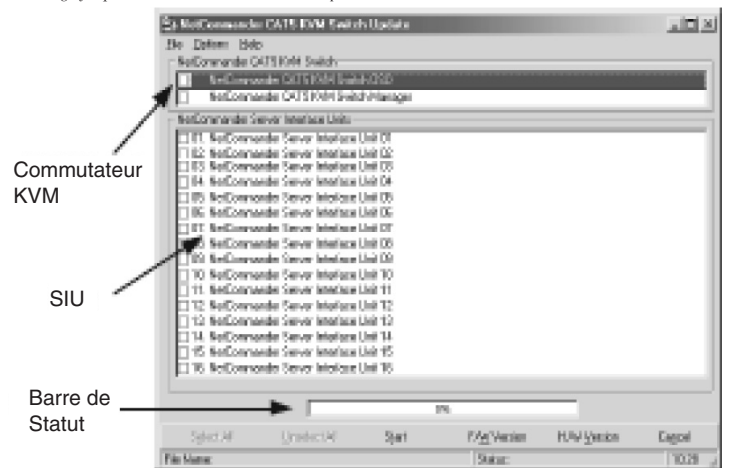 NetCommander CAT5 KVM Switch Update
File Options Help
NetCommander CAT5 KVM Switch
NetCommander CAT5 KVM Switch OSD
NetCommander CAT5 KVM Switch Manager
NetCommander Server Interface Units
01. NetCommander Server Interface Unit 01
02. NetCommander Server Interface Unit 02
03. NetCommander Server Interface Unit 03
04. NetCommander Server Interface Unit 04
05. NetCommander Server Interface Unit 05
06. NetCommander Server Interface Unit 06
07. NetCommander Server Interface Unit 07
NetCommander Server Interface Unit 08
09. NetCommander Server Interface Unit 09
10. NetCommander Server Interface Unit 10
11. NetCommander Server Interface Unit 11
12. NetCommander Server Interface Unit 12
13. NetCommander Server Interface Unit 13
14. NetCommander Server Interface Unit 14
15. NetCommander Server Interface Unit 15
16. NetCommander Server Interface Unit 16
Commutateur
KVM
SIU
Barre de
Statut
0%
Select All Unselect All Start F/W Version H/W Version Cancel
File Name: Status: 10:28